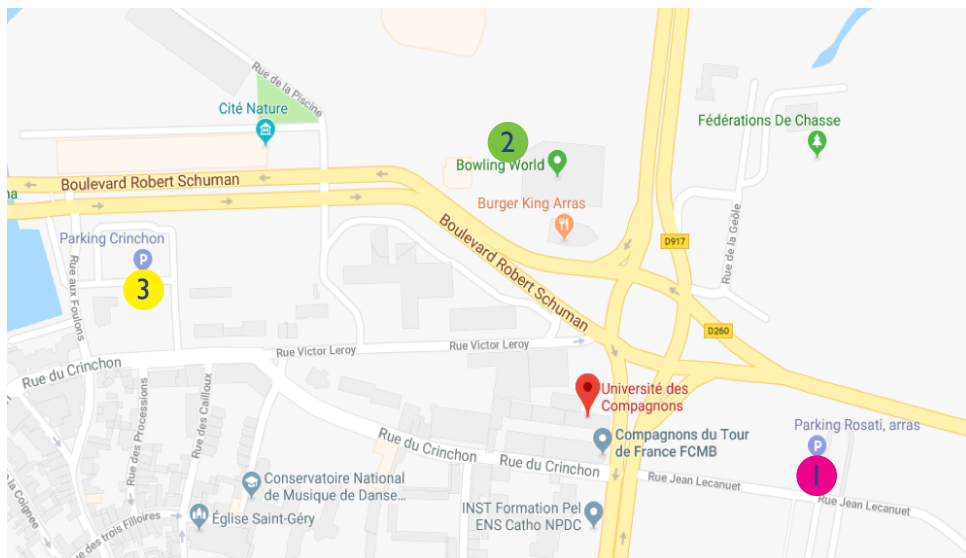 Rue de la Piscine
Cité Nature
Fédérations De Chasse
2
Bowling World
Boulevard Robert Schuman
na
Burger King Arras
Boulevard Robert Schuman
Parking Crinchon
P
3
D917
Rue de la Geôle
Rue aux Foulons
D260
Rue Victor Leroy
Rue Victor Leroy
Rue du Crinchon
Université des
Compagnons
Rue des Processions
Rue des Cailloux
Parking Rosati, arras
P
1
Compagnons du Tour
de France FCMB
Rue du Crinchon
Rue du Crinchon
Rue Jean Lecanuet
Rue Jean Lecanuet
Conservatoire National
de Musique de Danse...
INST Formation Pel
ENS Catho NPDC
Église Saint-Géry
Rue des trois Filloires
de la Coignée